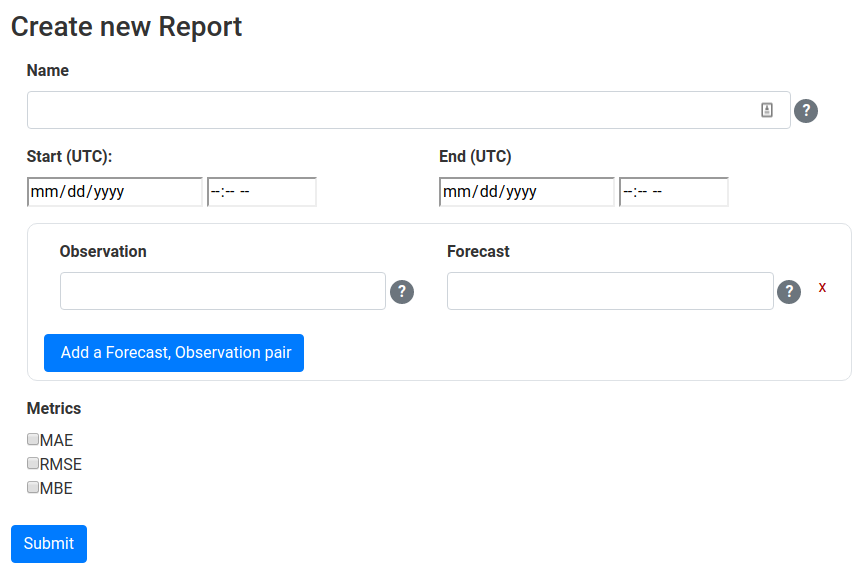 Create new Report
Name
?
Start (UTC): End (UTC)
mm/dd/yyyy --:-- -- mm/dd/yyyy --:-- --
Observation Forecast
? ? x
Add a Forecast, Observation pair
Metrics
MAE
RMSE
MBE
Submit